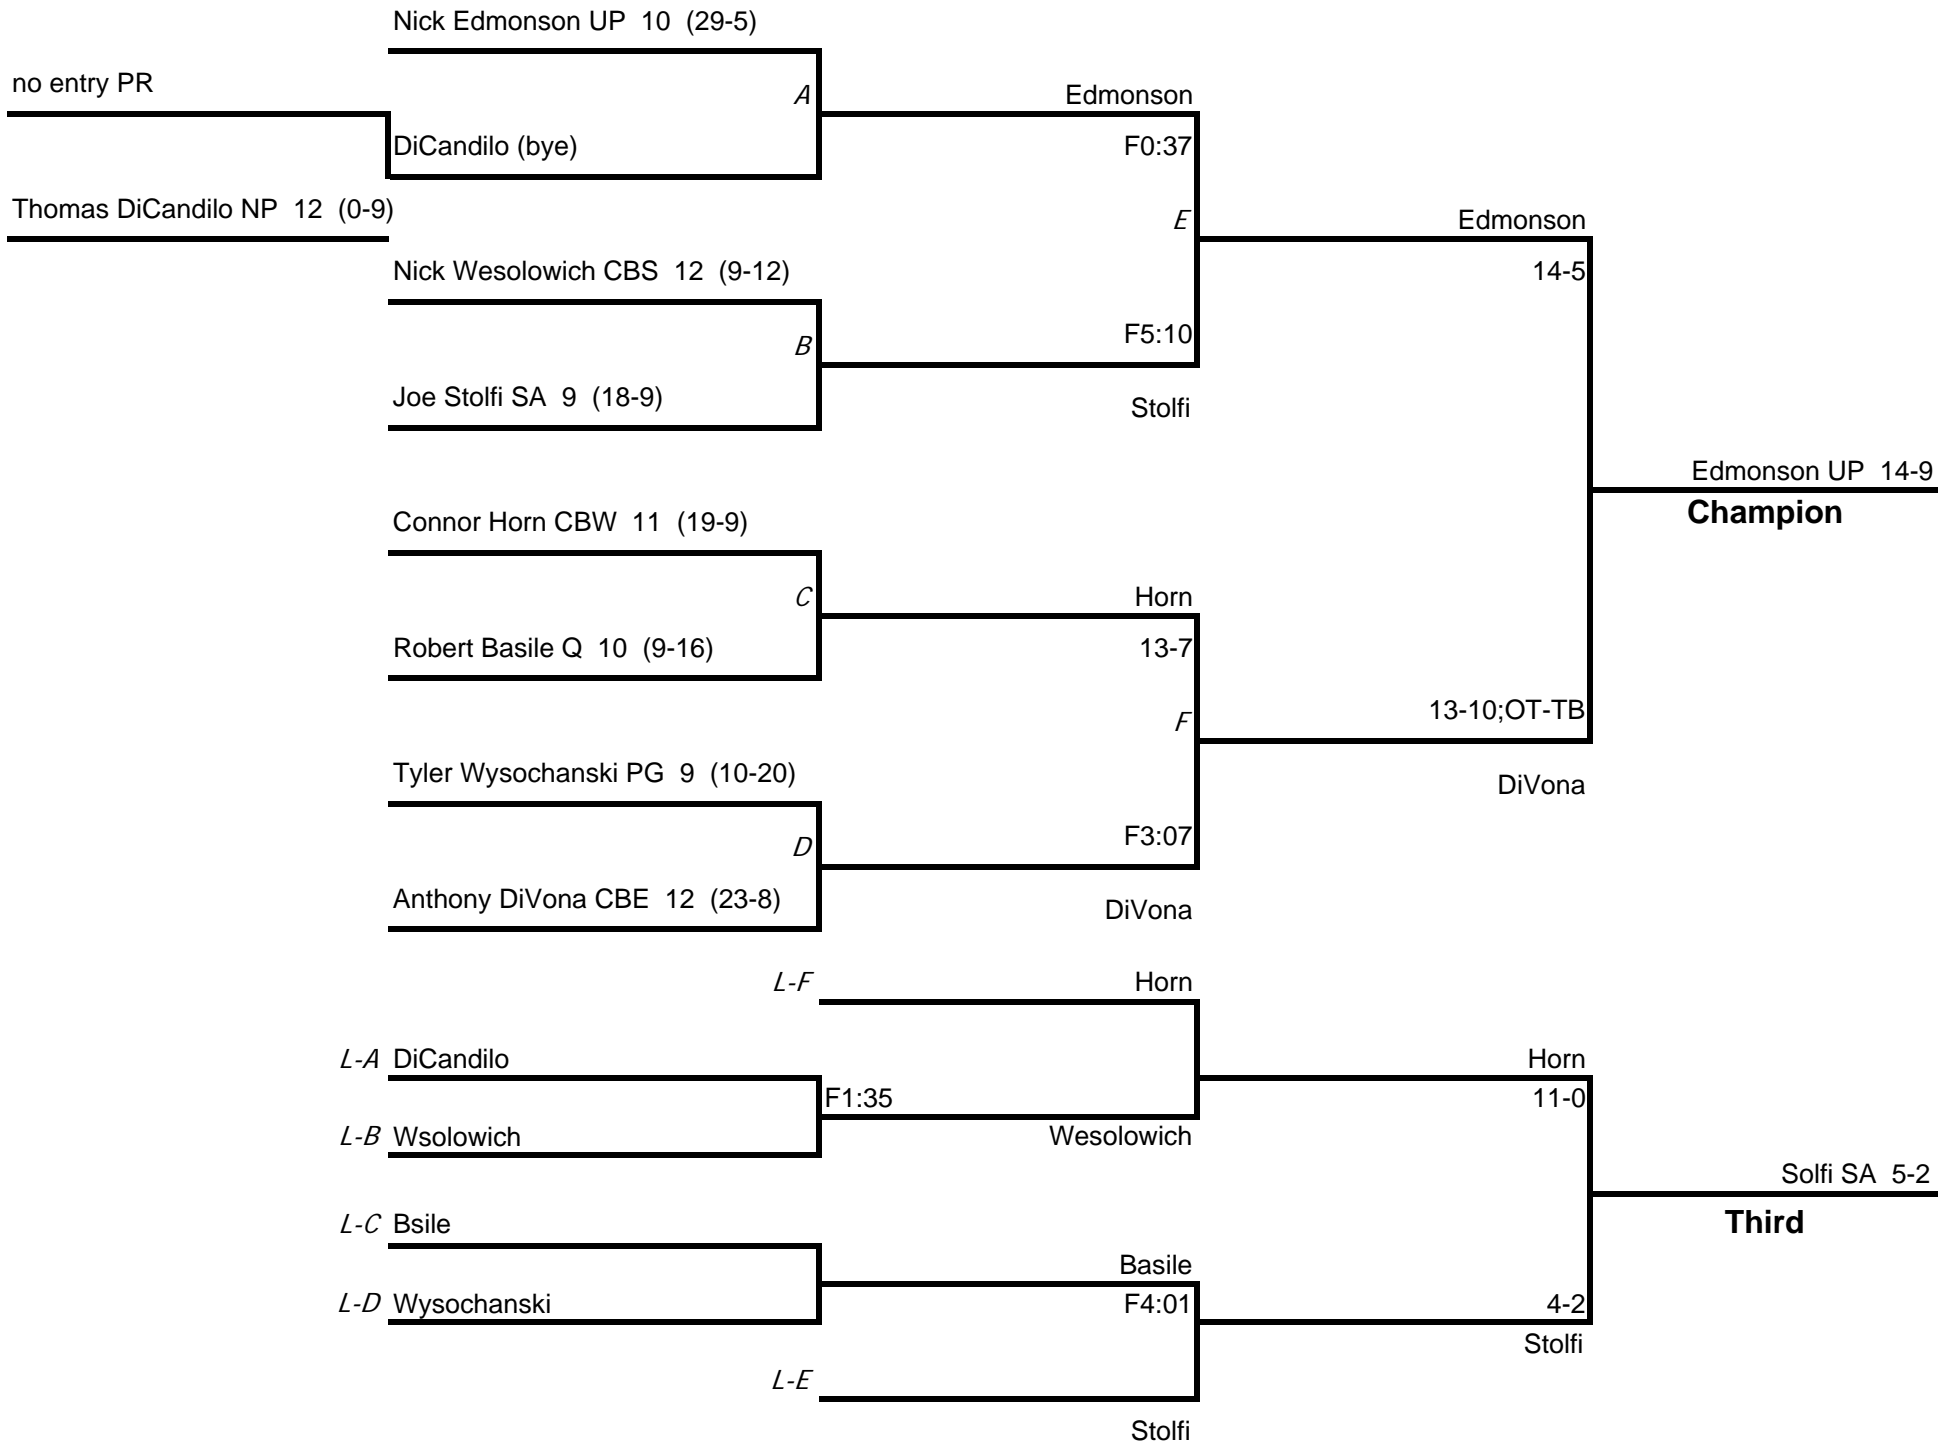 Nick Edmonson UP 10 (29-5)
no entry PR
A
Edmonson
DiCandilo (bye)
F0:37
Thomas DiCandilo NP 12 (0-9)
E
Edmonson
Nick Wesolowich CBS 12 (9-12)
14-5
B
F5:10
Joe Stolfi SA 9 (18-9)
Stolfi
Edmonson UP 14-9
Champion
Connor Horn CBW 11 (19-9)
C
Horn
Robert Basile Q 10 (9-16)
13-7
F
13-10;OT-TB
Tyler Wysochanski PG 9 (10-20)
DiVona
D
F3:07
Anthony DiVona CBE 12 (23-8)
DiVona
L-F
Horn
L-A DiCandilo
Horn
F1:35
11-0
L-B Wsolowich
Wesolowich
Solfi SA 5-2
Third
L-C Bsile
Basile
L-D Wysochanski
F4:01
4-2
Stolfi
L-E
Stolfi